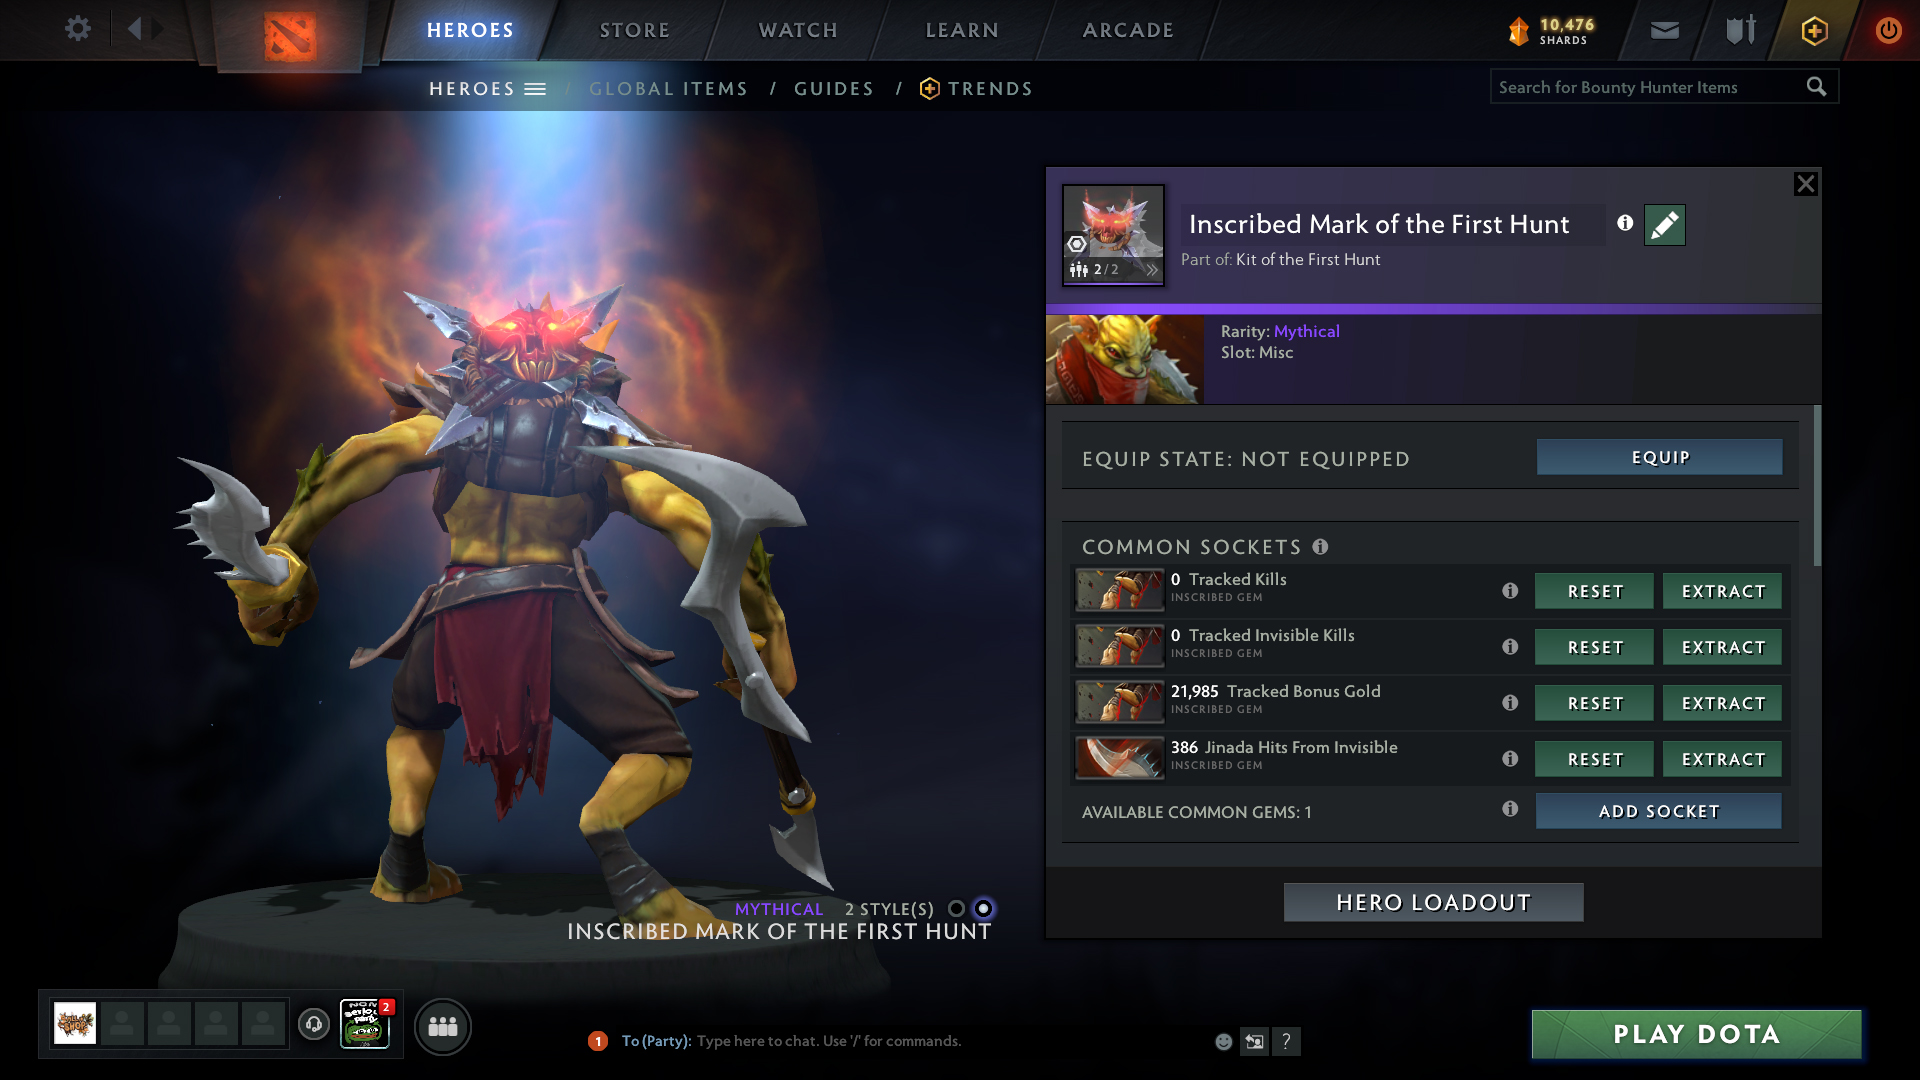 HEROES
STORE
WATCH
LEARN
ARCADE
10,476
SHARDS
HEROES / GLOBAL ITEMS / GUIDES / TRENDS
Search for Bounty Hunter Items
Inscribed Mark of the First Hunt
Part of: Kit of the First Hunt
2/2
Rarity: Mythical
Slot: Misc
EQUIP STATE: NOT EQUIPPED
EQUIP
COMMON SOCKETS
0 Tracked Kills
INSCRIBED GEM
RESET
EXTRACT
0 Tracked Invisible Kills
INSCRIBED GEM
RESET
EXTRACT
21,985 Tracked Bonus Gold
INSCRIBED GEM
RESET
EXTRACT
386 Jinada Hits From Invisible
INSCRIBED GEM
RESET
EXTRACT
AVAILABLE COMMON GEMS: 1
ADD SOCKET
HERO LOADOUT
MYTHICAL 2 STYLE(S)
INSCRIBED MARK OF THE FIRST HUNT
2
1
To (Party): Type here to chat. Use '/' for commands.
?
PLAY DOTA